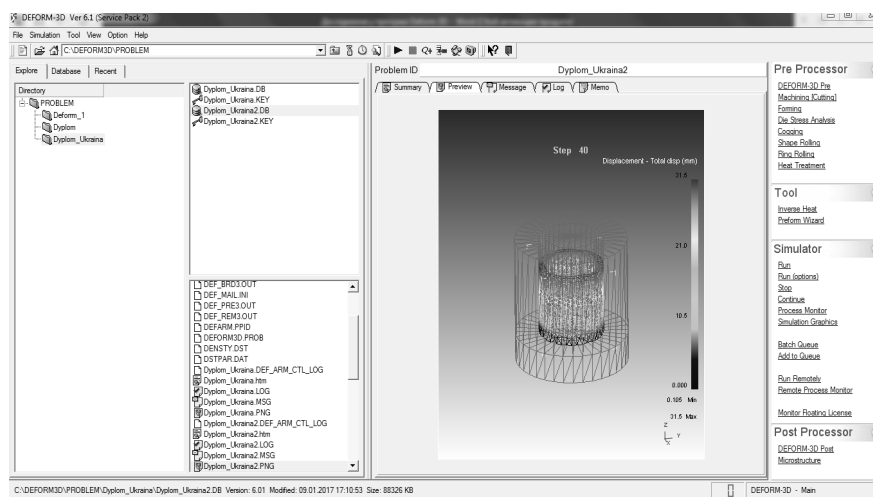 DEFORM-3D Ver 6.1 (Service Pack 2)
File Simulation Tool View Option Help
C:\DEFORM3D\PROBLEM
Explore Database Recent
Directory
PROBLEM
Deform_1
Dyplom
Dyplom_Ukraina
Dyplom_Ukraina.DB
Dyplom_Ukraina.KEY
Dyplom_Ukraina2.DB
Dyplom_Ukraina2.KEY
DEF_BRD3.OUT
DEF_MAIL.INI
DEF_PRE3.OUT
DEF_REM3.OUT
DEFARM.PPID
DEFORM3D.PROB
DENSTY.DST
DSTPAR.DAT
Dyplom_Ukraina.DEF_ARM_CTL_LOG
Dyplom_Ukraina.htm
Dyplom_Ukraina.LOG
Dyplom_Ukraina.MSG
Dyplom_Ukraina.PNG
Dyplom_Ukraina2.DEF_ARM_CTL_LOG
Dyplom_Ukraina2.htm
Dyplom_Ukraina2.LOG
Dyplom_Ukraina2.MSG
Dyplom_Ukraina2.PNG
Problem ID Dyplom_Ukraina2
Summary Preview Message Log Memo
Step 40
Displacement - Total disp (mm)
31.5
21.0
10.5
0.000
0.105 Min
31.5 Max
Z
Y
X
Pre Processor
DEFORM-3D Pre
Machining [Cutting]
Forming
Die Stress Analysis
Cogging
Shape Rolling
Ring Rolling
Heat Treatment
Tool
Inverse Heat
Preform Wizard
Simulator
Run
Run (options)
Stop
Continue
Process Monitor
Simulation Graphics
Batch Queue
Add to Queue
Run Remotely
Remote Process Monitor
Monitor Floating License
Post Processor
DEFORM-3D Post
Microstructure
C:\DEFORM3D\PROBLEM\Dyplom_Ukraina\Dyplom_Ukraina2.DB Version: 6.01 Modified: 09.01.2017 17:10:53 Size: 88326 KB
DEFORM-3D - Main